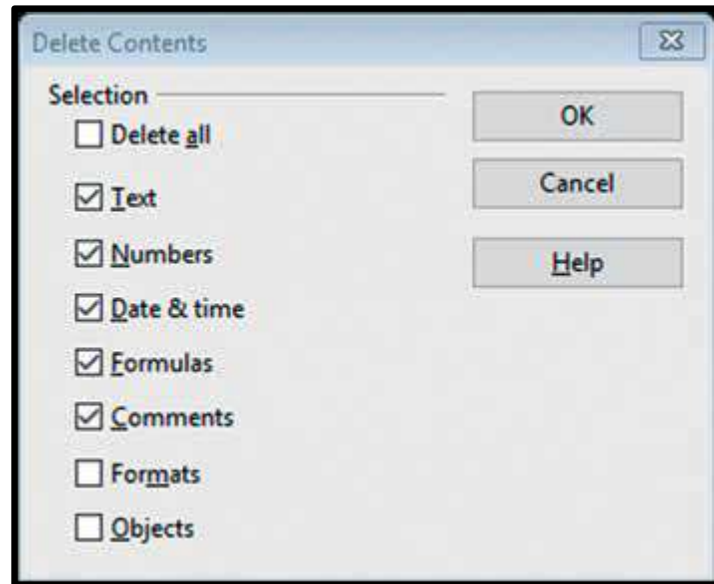 Delete Contents
Selection
Delete all
Text
Numbers
Date & time
Formulas
Comments
Formats
Objects
OK
Cancel
Help